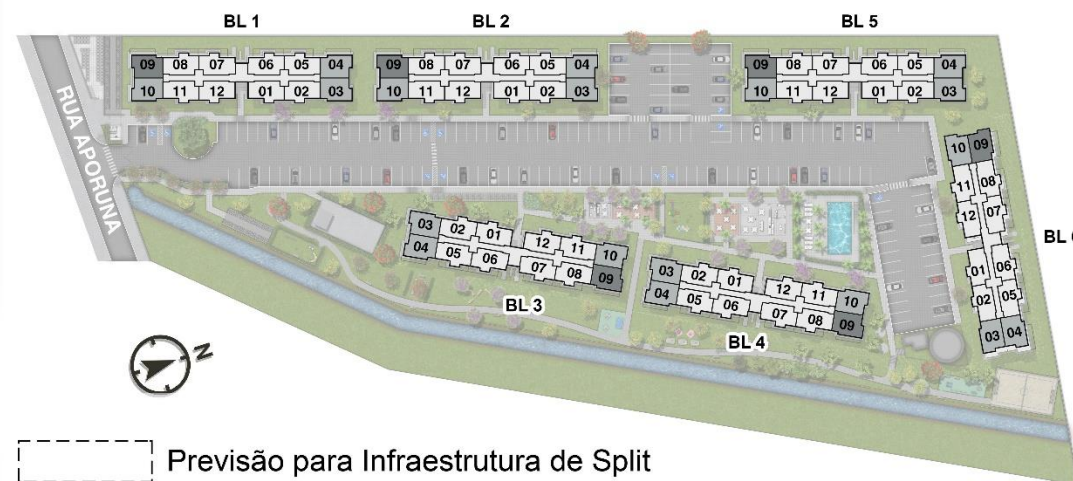 BL 1
BL 2
BL 5
09 08 07 06 05 04
10 11 12 01 02 03
09 08 07 06 05 04
10 11 12 01 02 03
09 08 07 06 05 04
10 11 12 01 02 03
RUA APORUNA
10 09
11 08
12 07
01 06
02 05
03 04
BL 6
03 02 01 12 11 10
04 05 06 07 08 09
BL 3
03 02 01 12 11 10
04 05 06 07 08 09
BL 4
N
Previsão para Infraestrutura de Split